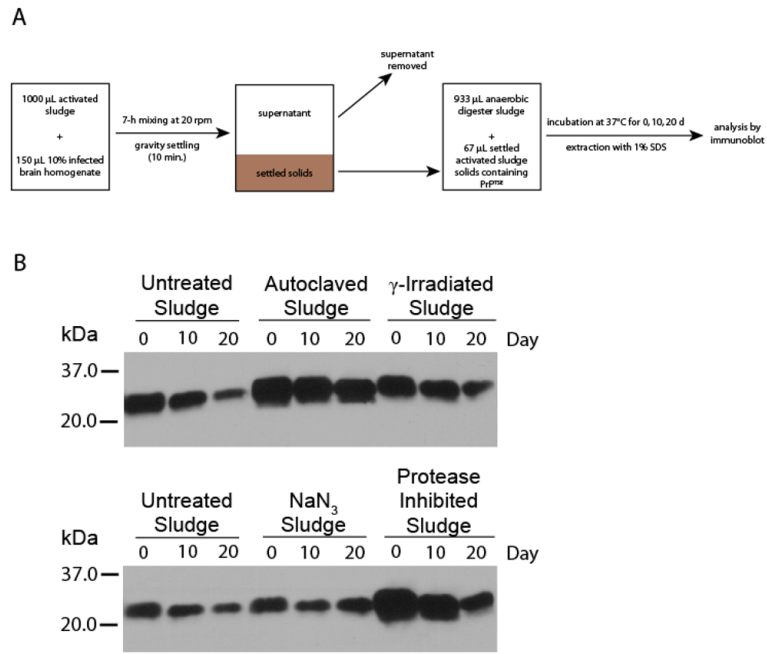 A
1000 µL activated
sludge
+
150 µL 10% infected
brain homogenate
7-h mixing at 20 rpm
gravity settling
(10 min.)
supernatant
settled solids
supernatant
removed
933 µL anaerobic
digester sludge
+
67 µL settled
activated sludge
solids containing
PrPᵀˢᴱ
incubation at 37°C for 0, 10, 20 d
extraction with 1% SDS
analysis by
immunoblot
B
Untreated
Sludge
Autoclaved
Sludge
γ-Irradiated
Sludge
kDa
0 10 20 0 10 20 0 10 20 Day
37.0
20.0
Untreated
Sludge
NaN₃
Sludge
Protease
Inhibited
Sludge
kDa
0 10 20 0 10 20 0 10 20 Day
37.0
20.0